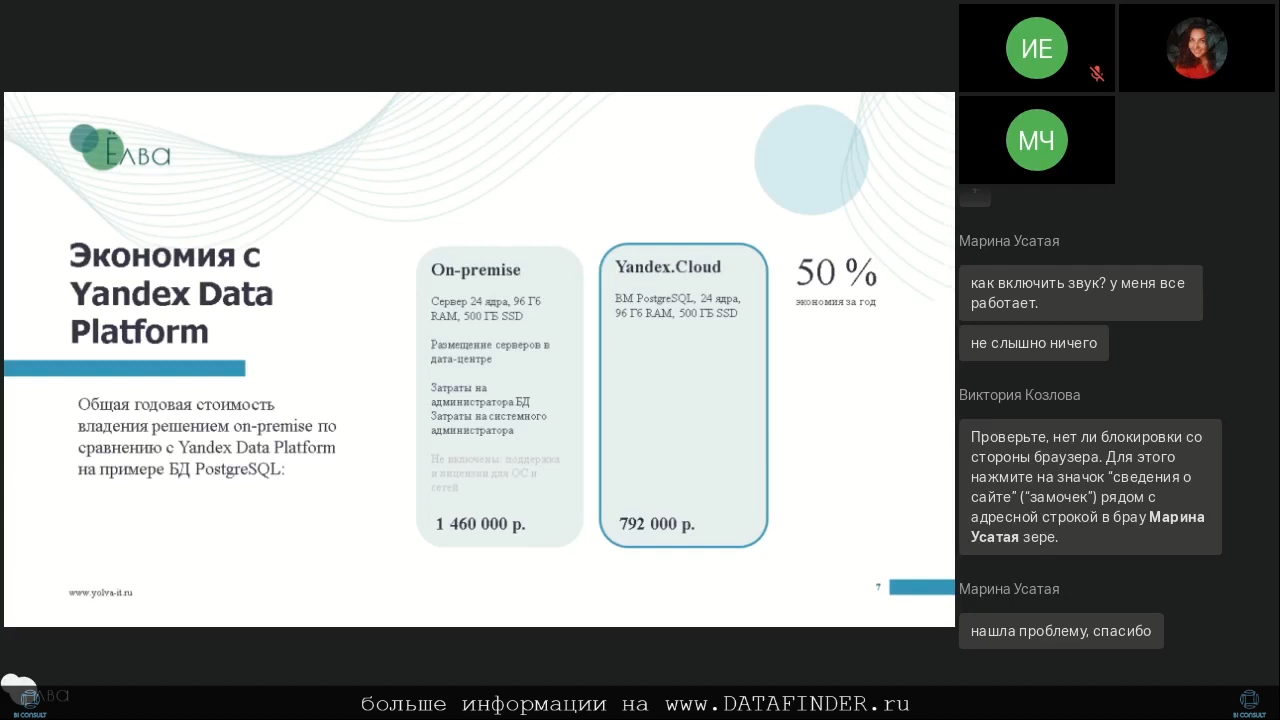 Ёлва
Экономия с
Yandex Data
Platform
Общая годовая стоимость
владения решением on-premise по
сравнению с Yandex Data Platform
на примере БД PostgreSQL:
On-premise
Сервер 24 ядра, 96 Гб
RAM, 500 ГБ SSD
Размещение серверов в
дата-центре
Затраты на
администратора БД
Затраты на системного
администратора
Не включены: поддержка
и лицензии для ОС и
сетей
1 460 000 р.
Yandex.Cloud
ВМ PostgreSQL, 24 ядра,
96 Гб RAM, 500 ГБ SSD
792 000 р.
50 %
экономия за год
www.yolva-it.ru
7
ИЕ
МЧ
Марина Усатая
как включить звук? у меня все
работает.
не слышно ничего
Виктория Козлова
Проверьте, нет ли блокировки со
стороны браузера. Для этого
нажмите на значок “сведения о
сайте” (“замочек”) рядом с
адресной строкой в брау Марина
Усатая зере.
Марина Усатая
нашла проблему, спасибо
Ёлва
BI CONSULT
больше информации на www.DATAFINDER.ru
BI CONSULT